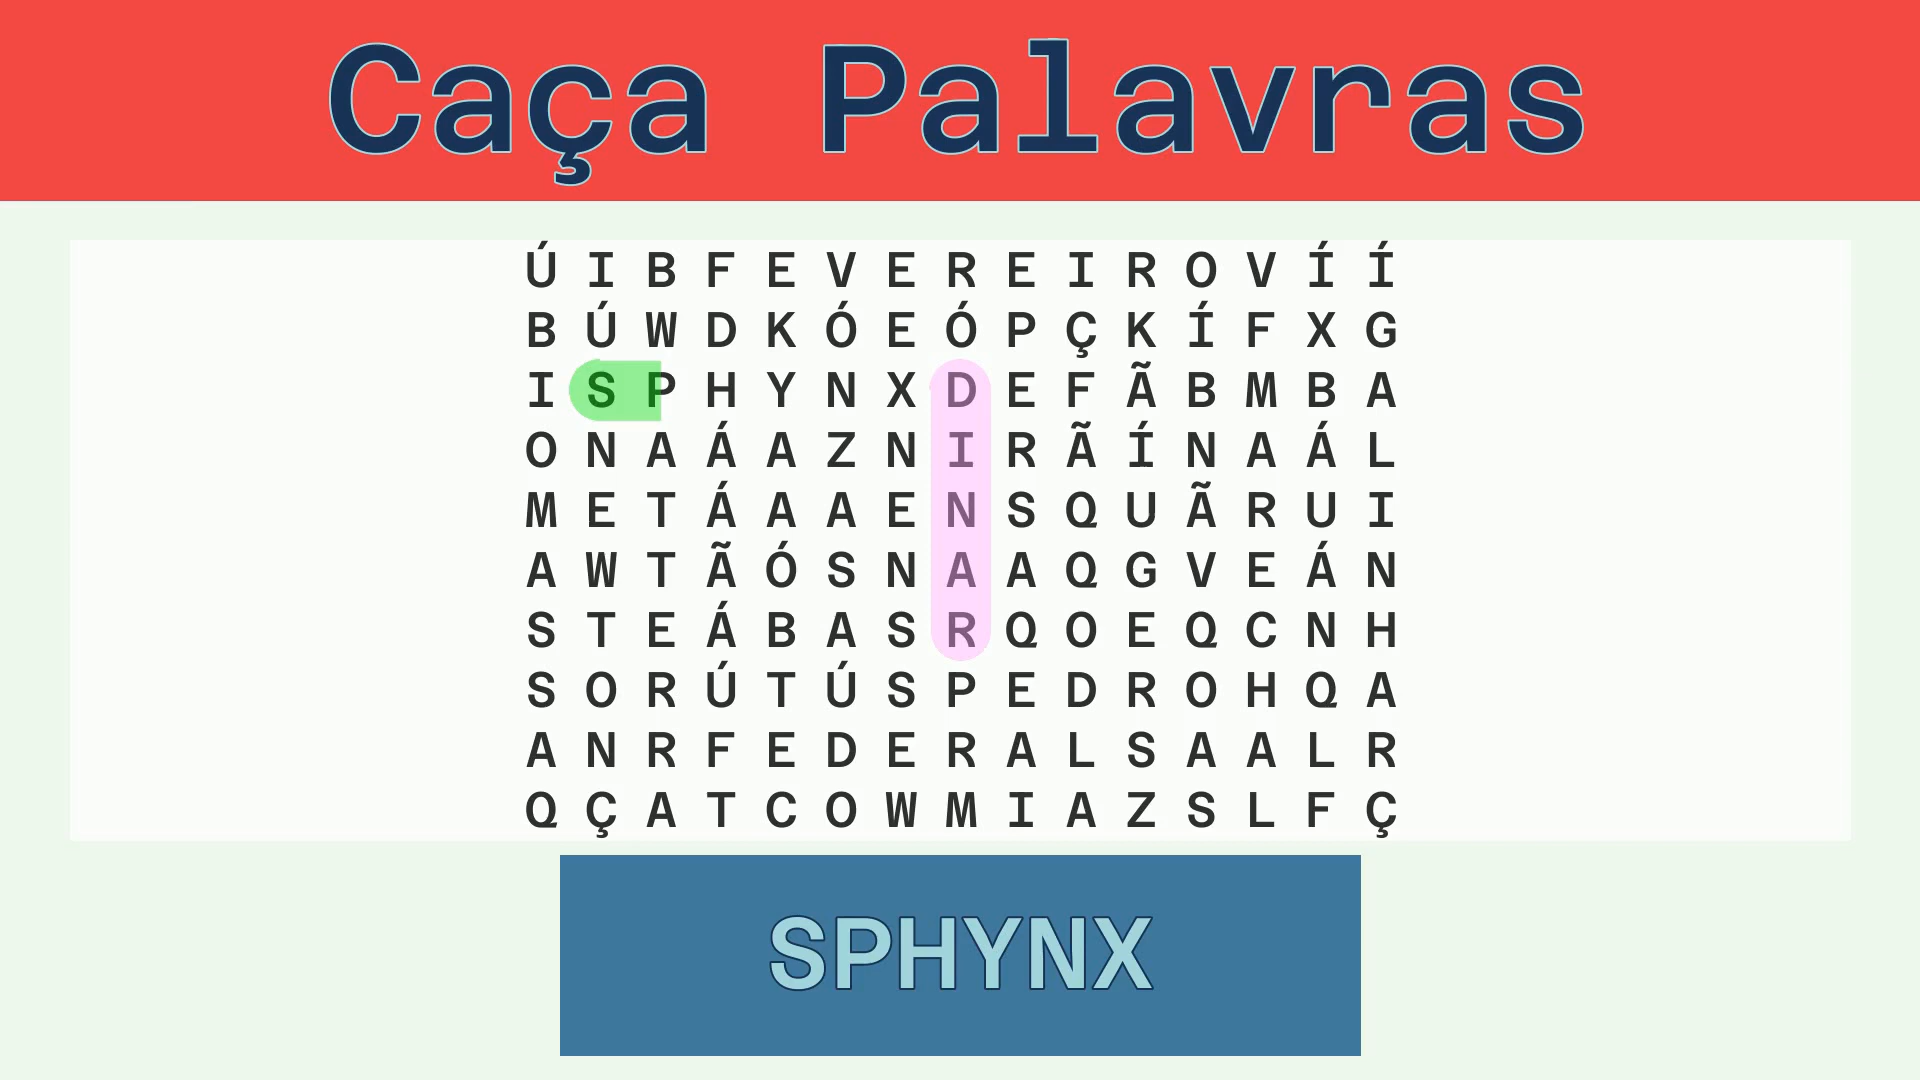 Caça Palavras
Ú I B F E V E R E I R O V Í Í
B Ú W D K Ó E Ó P Ç K Í F X G
I S P H Y N X D E F Ã B M B A
O N A Á A Z N I R Ã Í N A Á L
M E T Á A A E N S Q U Ã R U I
A W T Ã Ó S N A A Q G V E Á N
S T E Á B A S R Q O E Q C N H
S O R Ú T Ú S P E D R O H Q A
A N R F E D E R A L S A A L R
Q Ç A T C O W M I A Z S L F Ç
SPHYNX